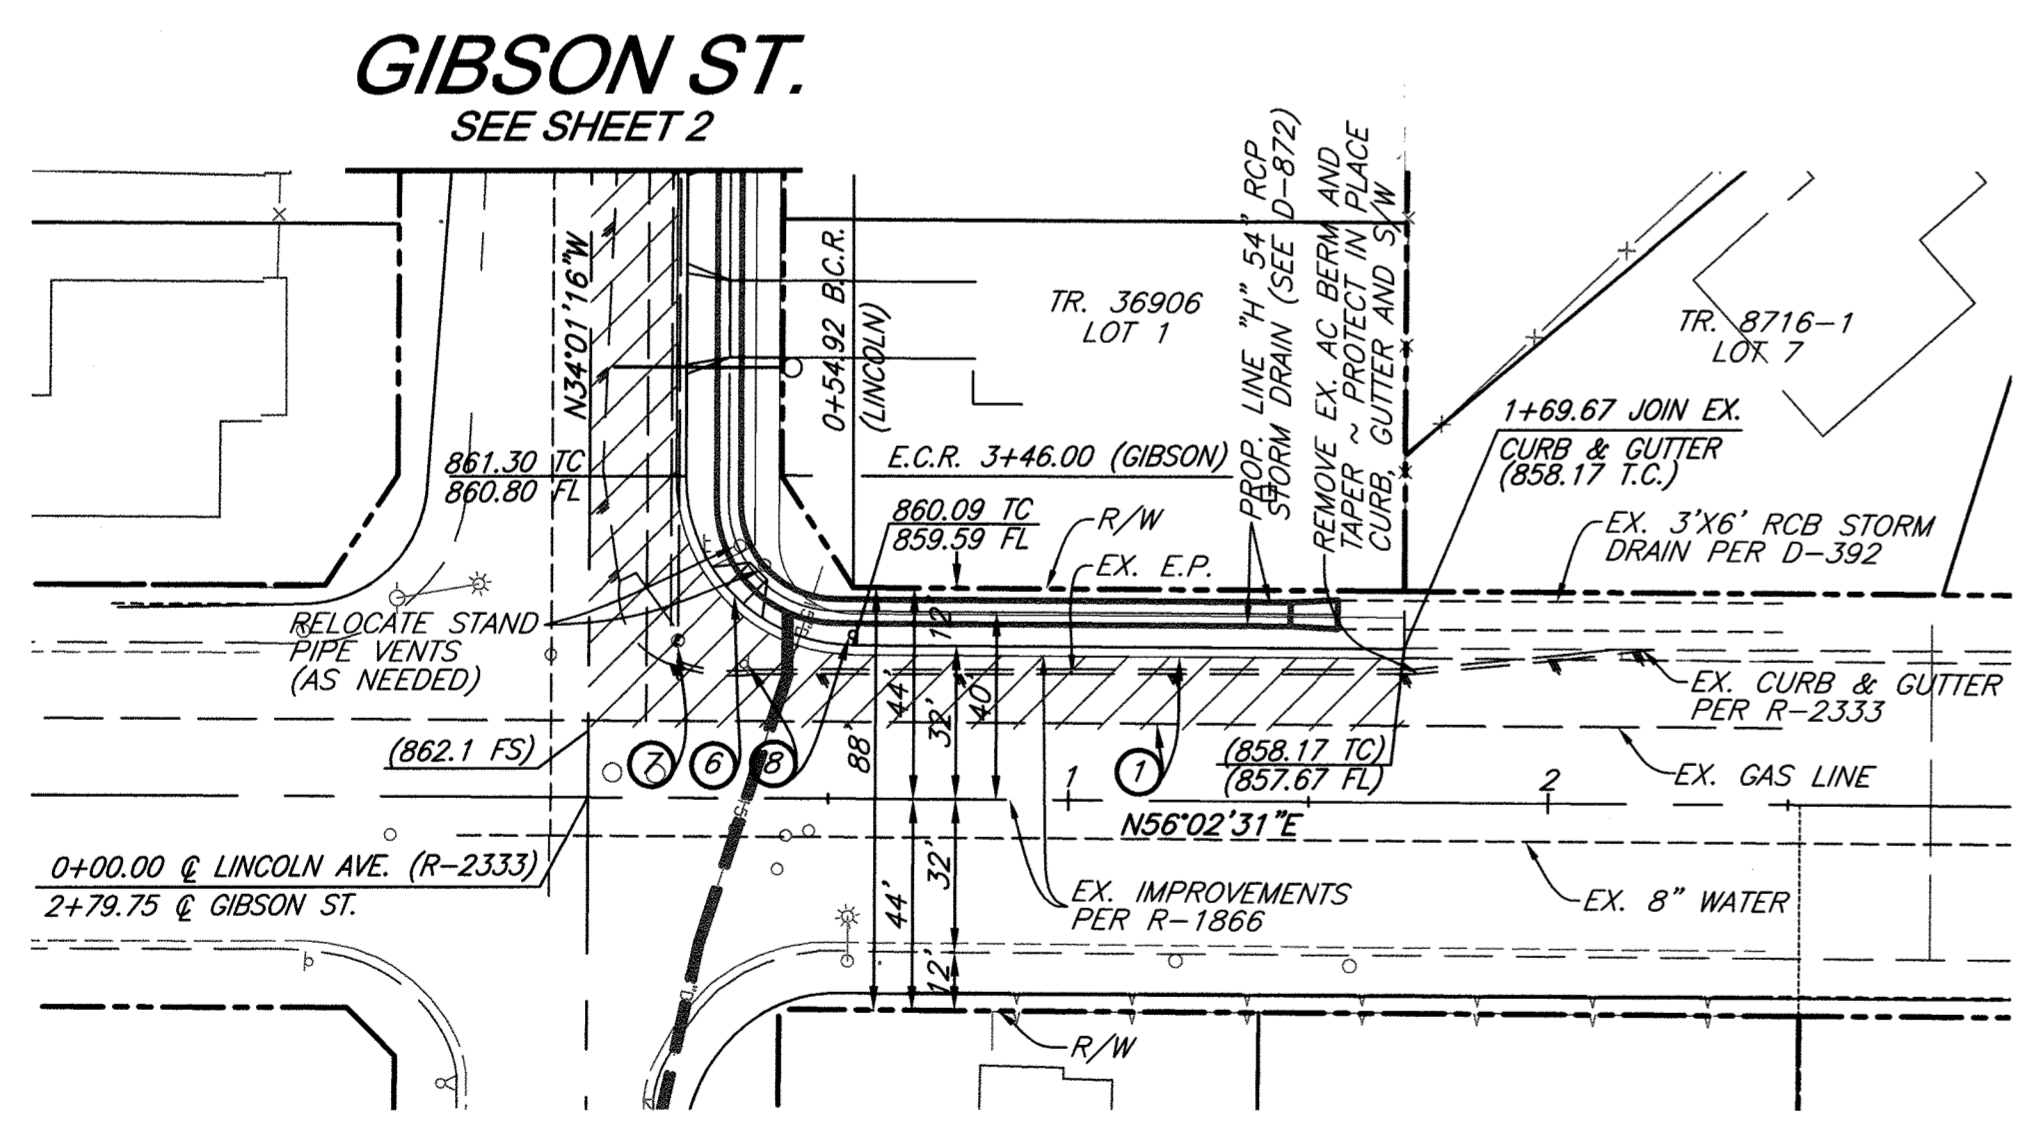 GIBSON ST.
SEE SHEET 2
N34°01'16"W
0+54.92 B.C.R.
(LINCOLN)
TR. 36906
LOT 1
PROP. LINE "H" 54" RCP
STORM DRAIN (SEE D-872)
REMOVE EX. AC BERM AND
TAPER ~ PROTECT IN PLACE
CURB, GUTTER AND S/W
TR. 8716-1
LOT 7
1+69.67 JOIN EX.
CURB & GUTTER
(858.17 T.C.)
861.30 TC
860.80 FL
E.C.R. 3+46.00 (GIBSON)
860.09 TC
859.59 FL
R/W
EX. E.P.
EX. 3'X6' RCB STORM
DRAIN PER D-392
RELOCATE STAND
PIPE VENTS
(AS NEEDED)
12'
44'
32'
40'
88'
EX. CURB & GUTTER
PER R-2333
(862.1 FS)
7
6
8
1
(858.17 TC)
(857.67 FL)
EX. GAS LINE
1
2
N56°02'31"E
0+00.00 ℄ LINCOLN AVE. (R-2333)
2+79.75 ℄ GIBSON ST.
44'
32'
12'
EX. IMPROVEMENTS
PER R-1866
EX. 8" WATER
R/W